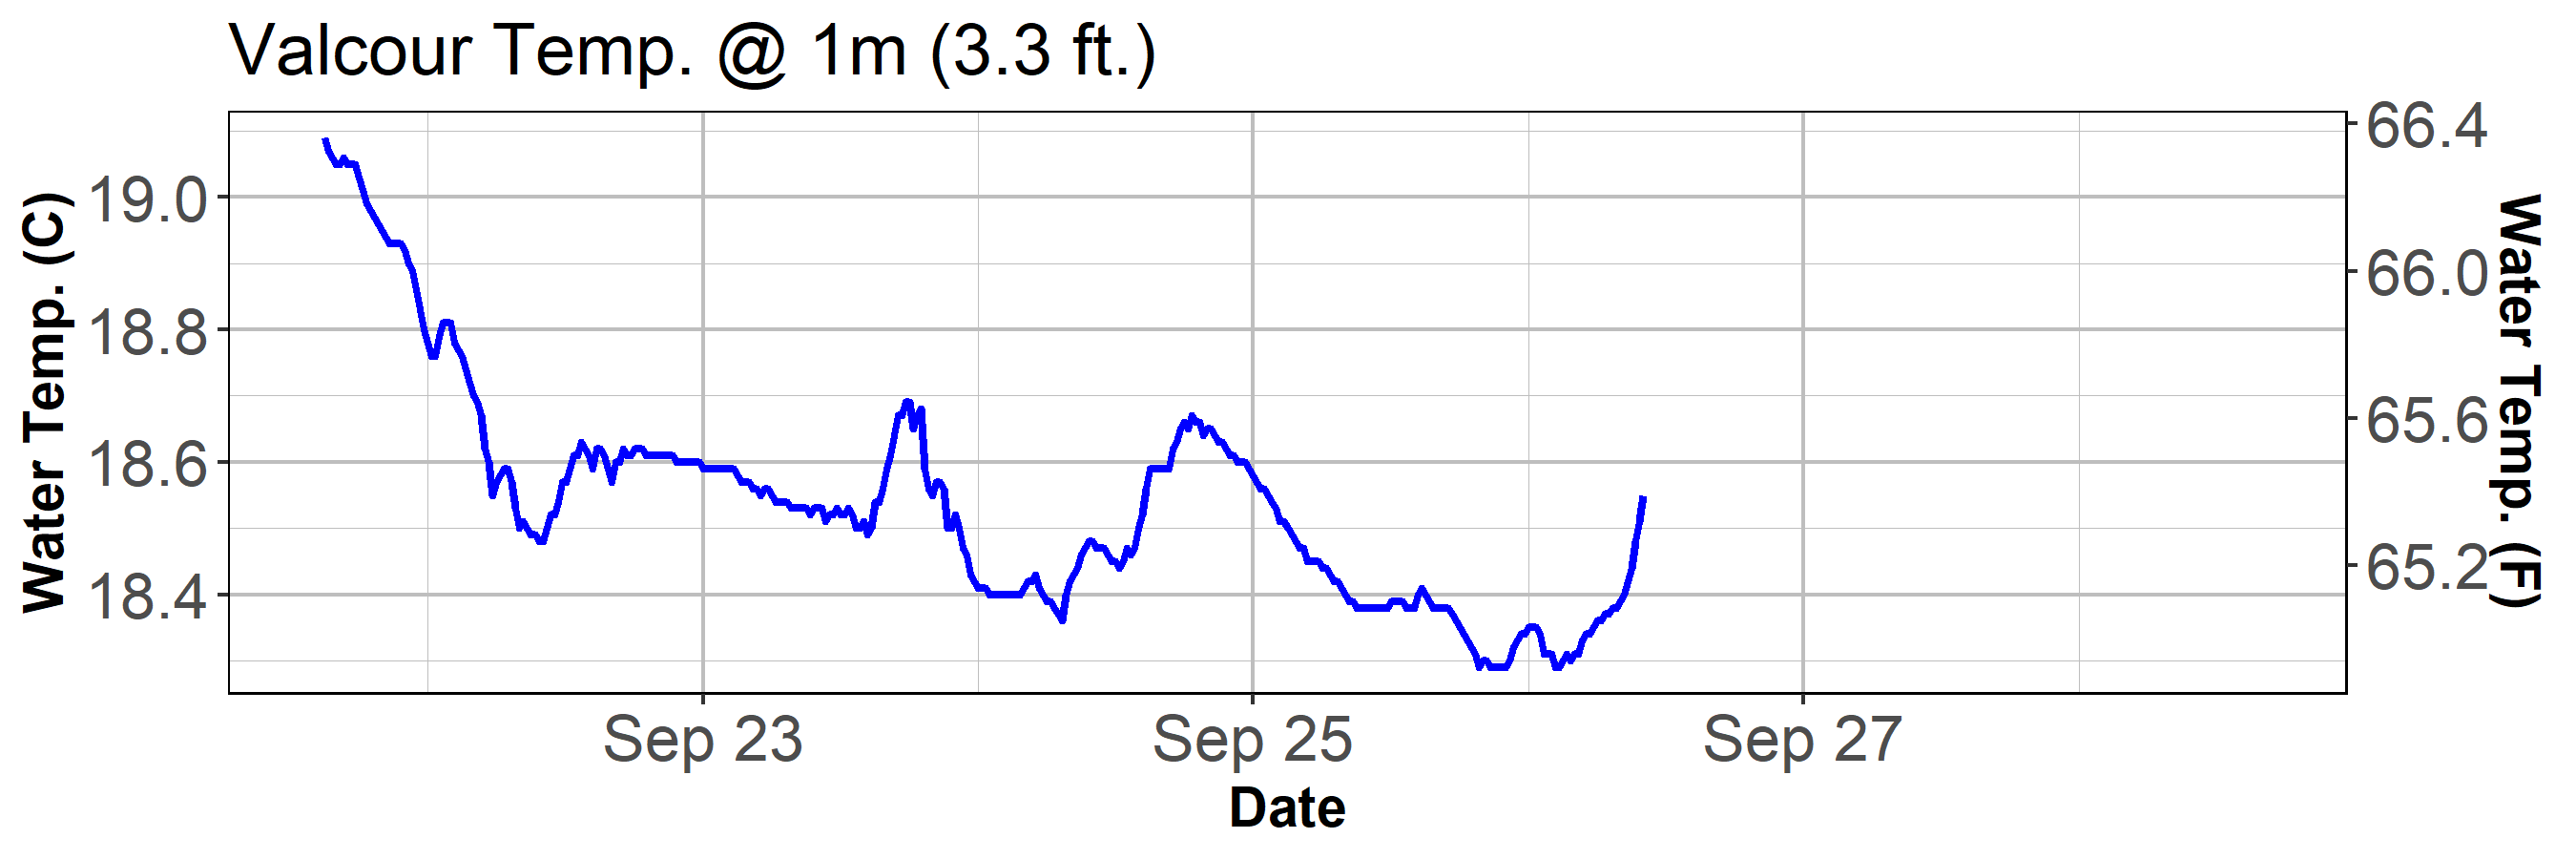 Valcour Temp. @ 1m (3.3 ft.)
Water Temp. (C)
19.0
18.8
18.6
18.4
66.4
66.0
65.6
65.2
Water Temp. (F)
Sep 23
Sep 25
Sep 27
Date